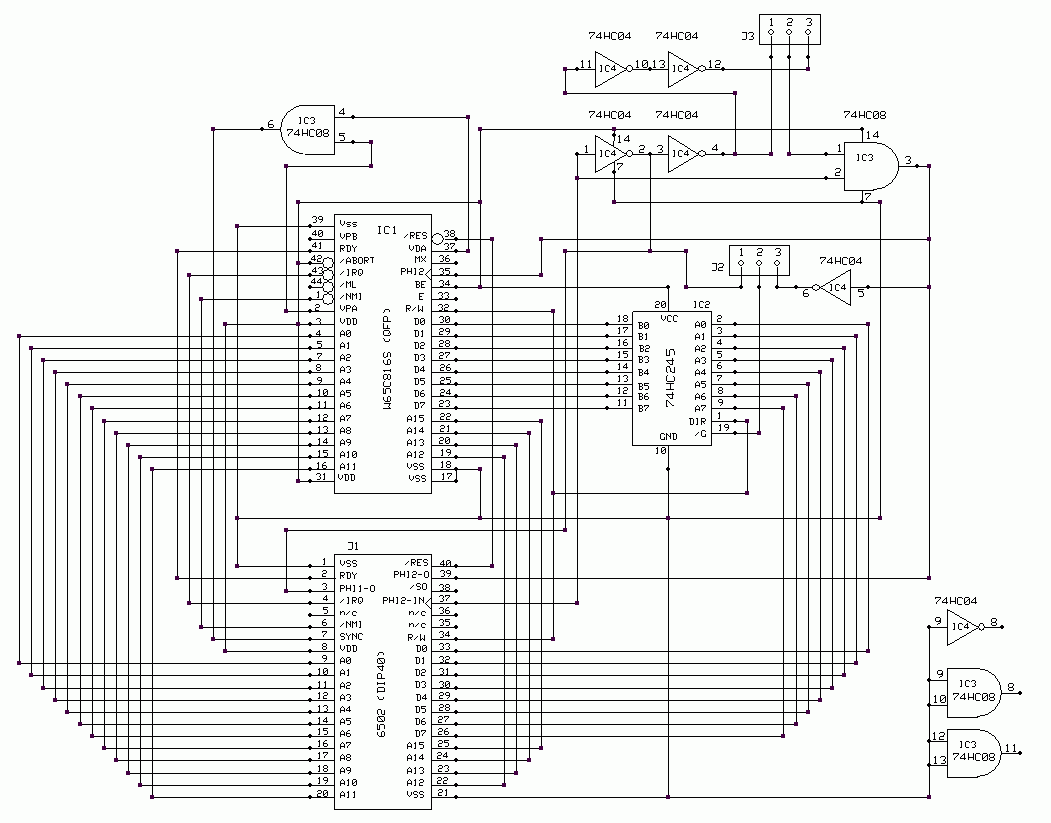 J3
1 2 3
74HC04 74HC04
11 IC4 10 13 IC4 12
74HC04 74HC04
1 IC4 2 3 IC4 4
14
7
74HC08
14
1
2
IC3
3
7
6 IC3 4
74HC08 5
J2
1 2 3
74HC04
6 IC4 5
IC1
W65C816S (QFP)
39 Vss /RES 38
40 VPB VDA 37
41 RDY MX 36
42 /ABORT PHI2 35
43 /IRQ BE 34
44 /ML E 33
1 /NMI R/W 32
2 VPA D0 30
3 VDD D1 29
4 A0 D2 28
5 A1 D3 27
7 A2 D4 26
8 A3 D5 25
9 A4 D6 24
10 A5 D7 23
11 A6 A15 22
12 A7 A14 21
13 A8 A13 20
14 A9 A12 19
15 A10 VSS 18
16 A11 VSS 17
31 VDD
20 IC2
VCC
74HC245
18 B0 A0 2
17 B1 A1 3
16 B2 A2 4
15 B3 A3 5
14 B4 A4 6
13 B5 A5 7
12 B6 A6 8
11 B7 A7 9
DIR 1
/G 19
GND
10
J1
6502 (DIP40)
1 VSS /RES 40
2 RDY PHI2-O 39
3 PHI1-O /SO 38
4 /IRQ PHI2-IN 37
5 n/c n/c 36
6 /NMI n/c 35
7 SYNC R/W 34
8 VDD D0 33
9 A0 D1 32
10 A1 D2 31
11 A2 D3 30
12 A3 D4 29
13 A4 D5 28
14 A5 D6 27
15 A6 D7 26
16 A7 A15 25
17 A8 A14 24
18 A9 A13 23
19 A10 A12 22
20 A11 VSS 21
74HC04
9 IC4 8
9 IC3 8
10 74HC08
12 IC3 11
13 74HC08